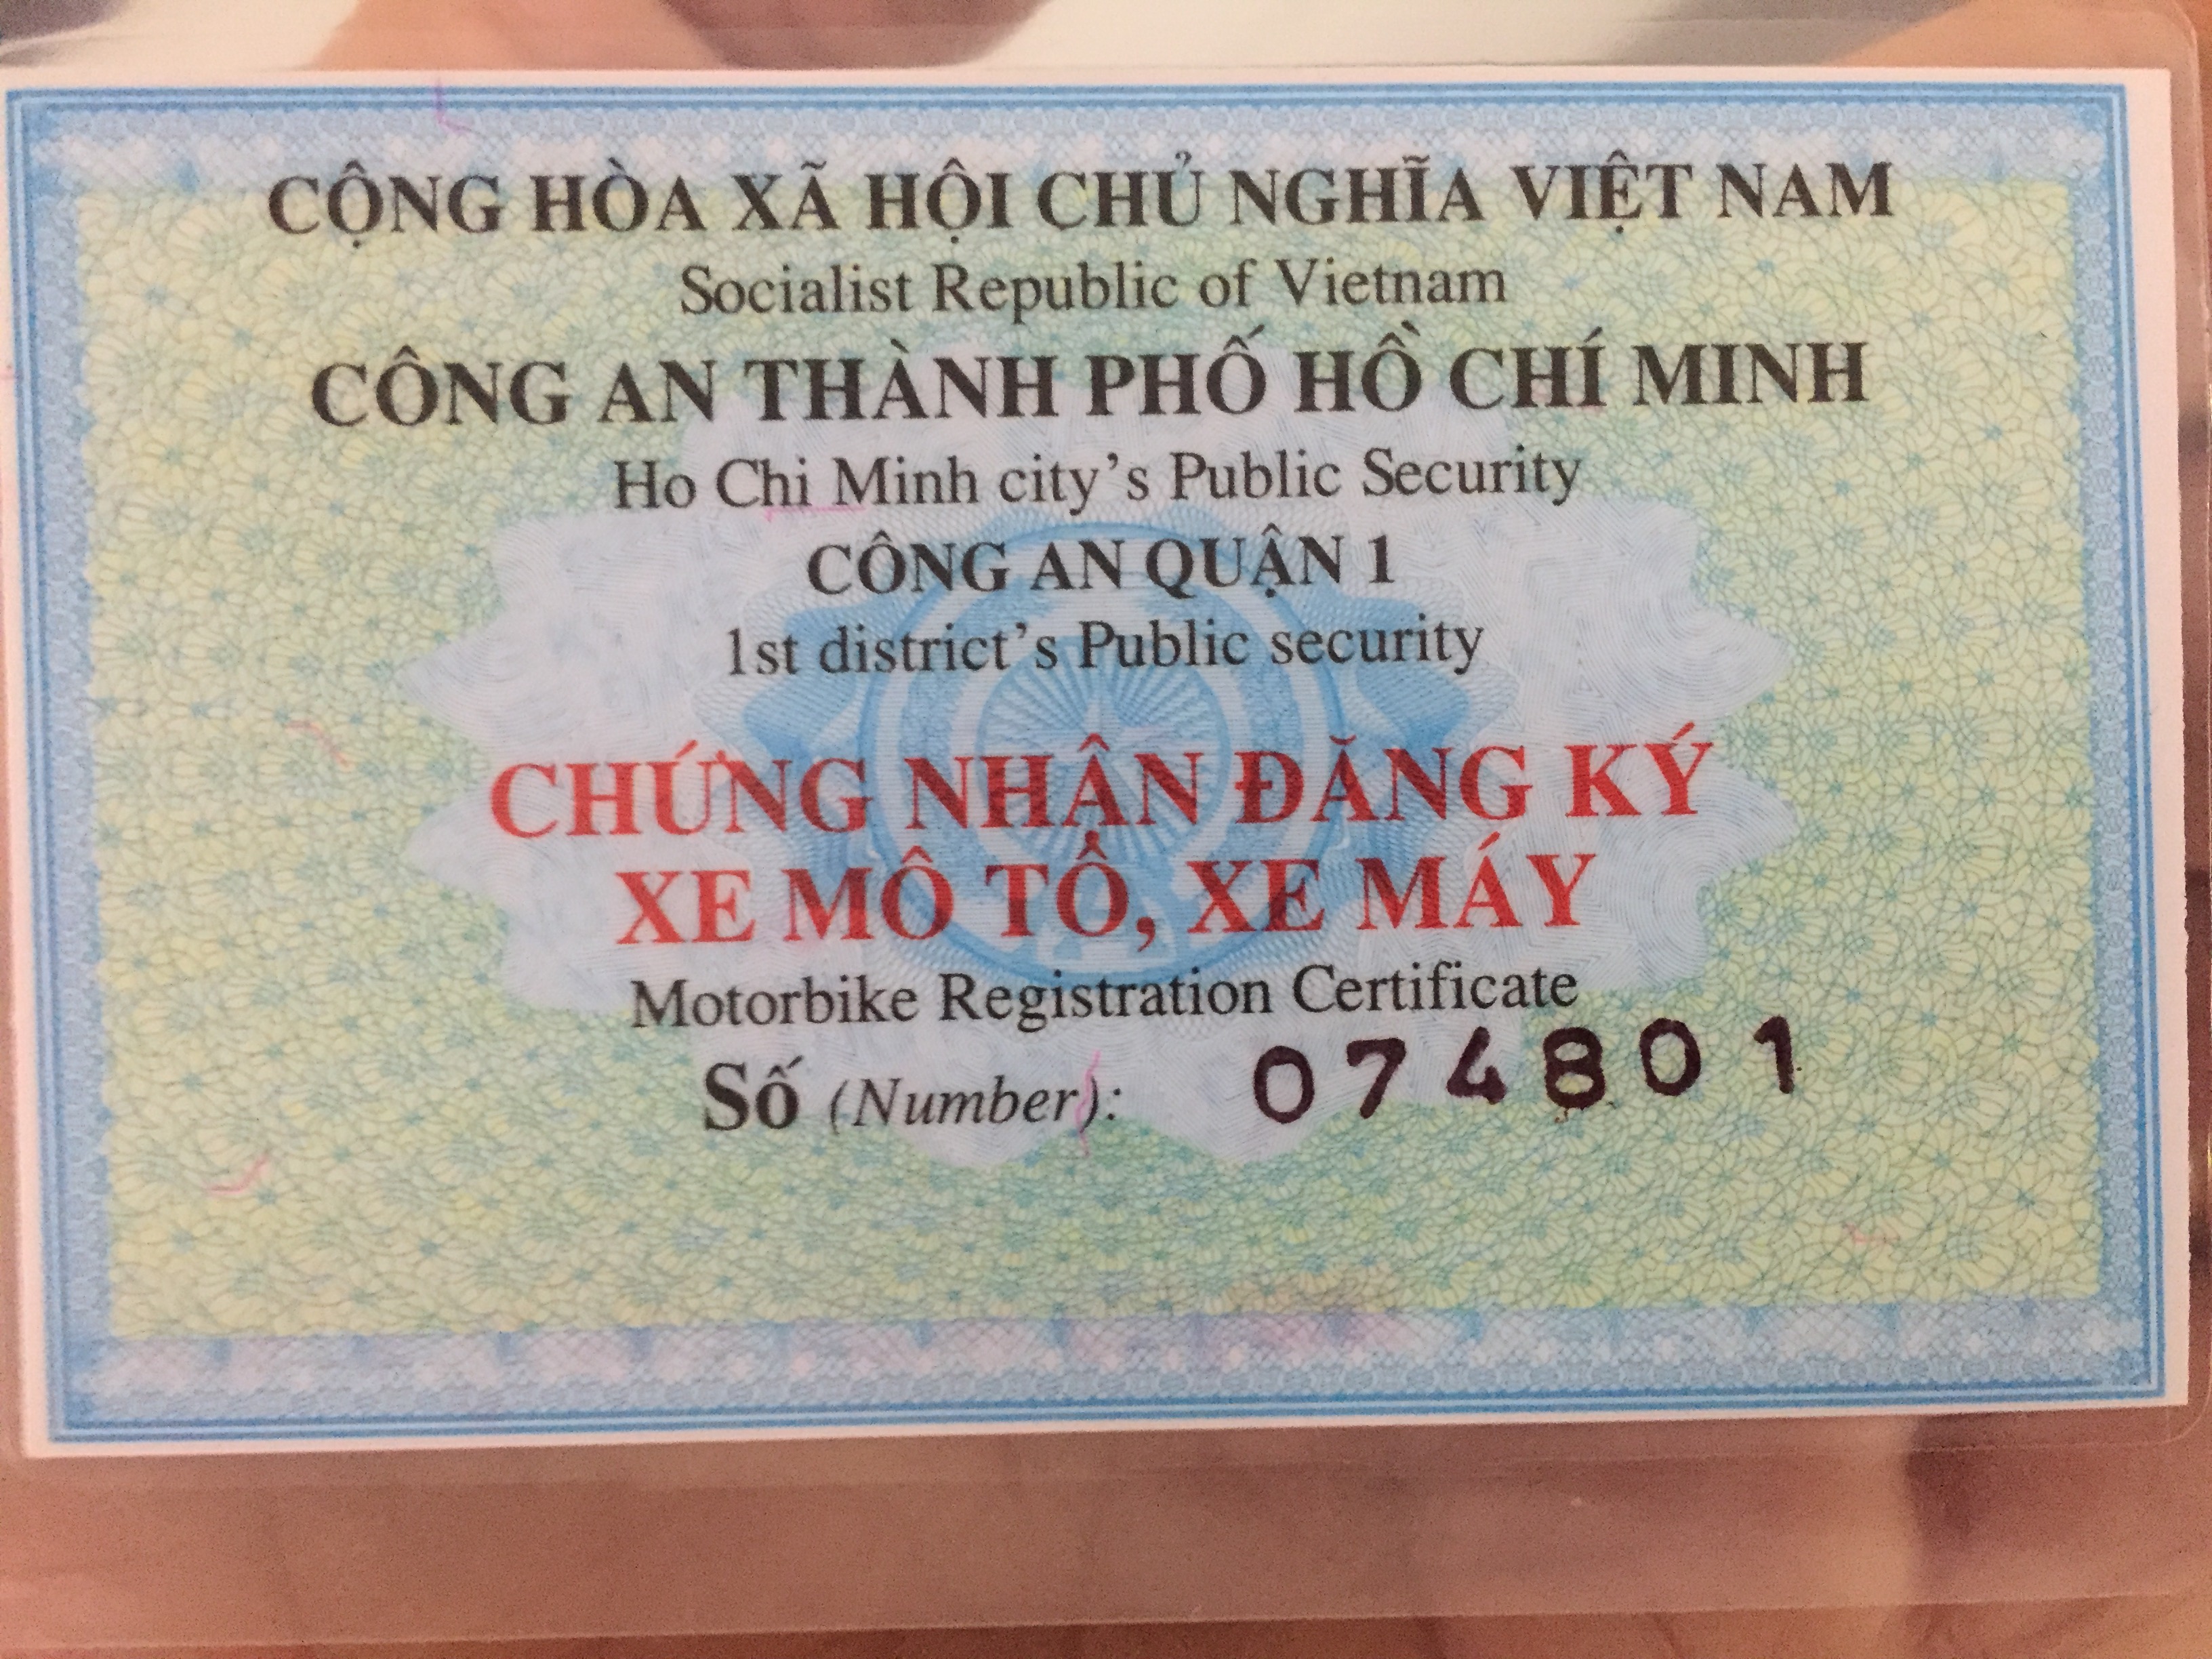 CỘNG HÒA XÃ HỘI CHỦ NGHĨA VIỆT NAM
Socialist Republic of Vietnam
CÔNG AN THÀNH PHỐ HỒ CHÍ MINH
Ho Chi Minh city's Public Security
CÔNG AN QUẬN 1
1st district's Public security
CHỨNG NHẬN ĐĂNG KÝ
XE MÔ TÔ, XE MÁY
Motorbike Registration Certificate
Số (Number): 074801